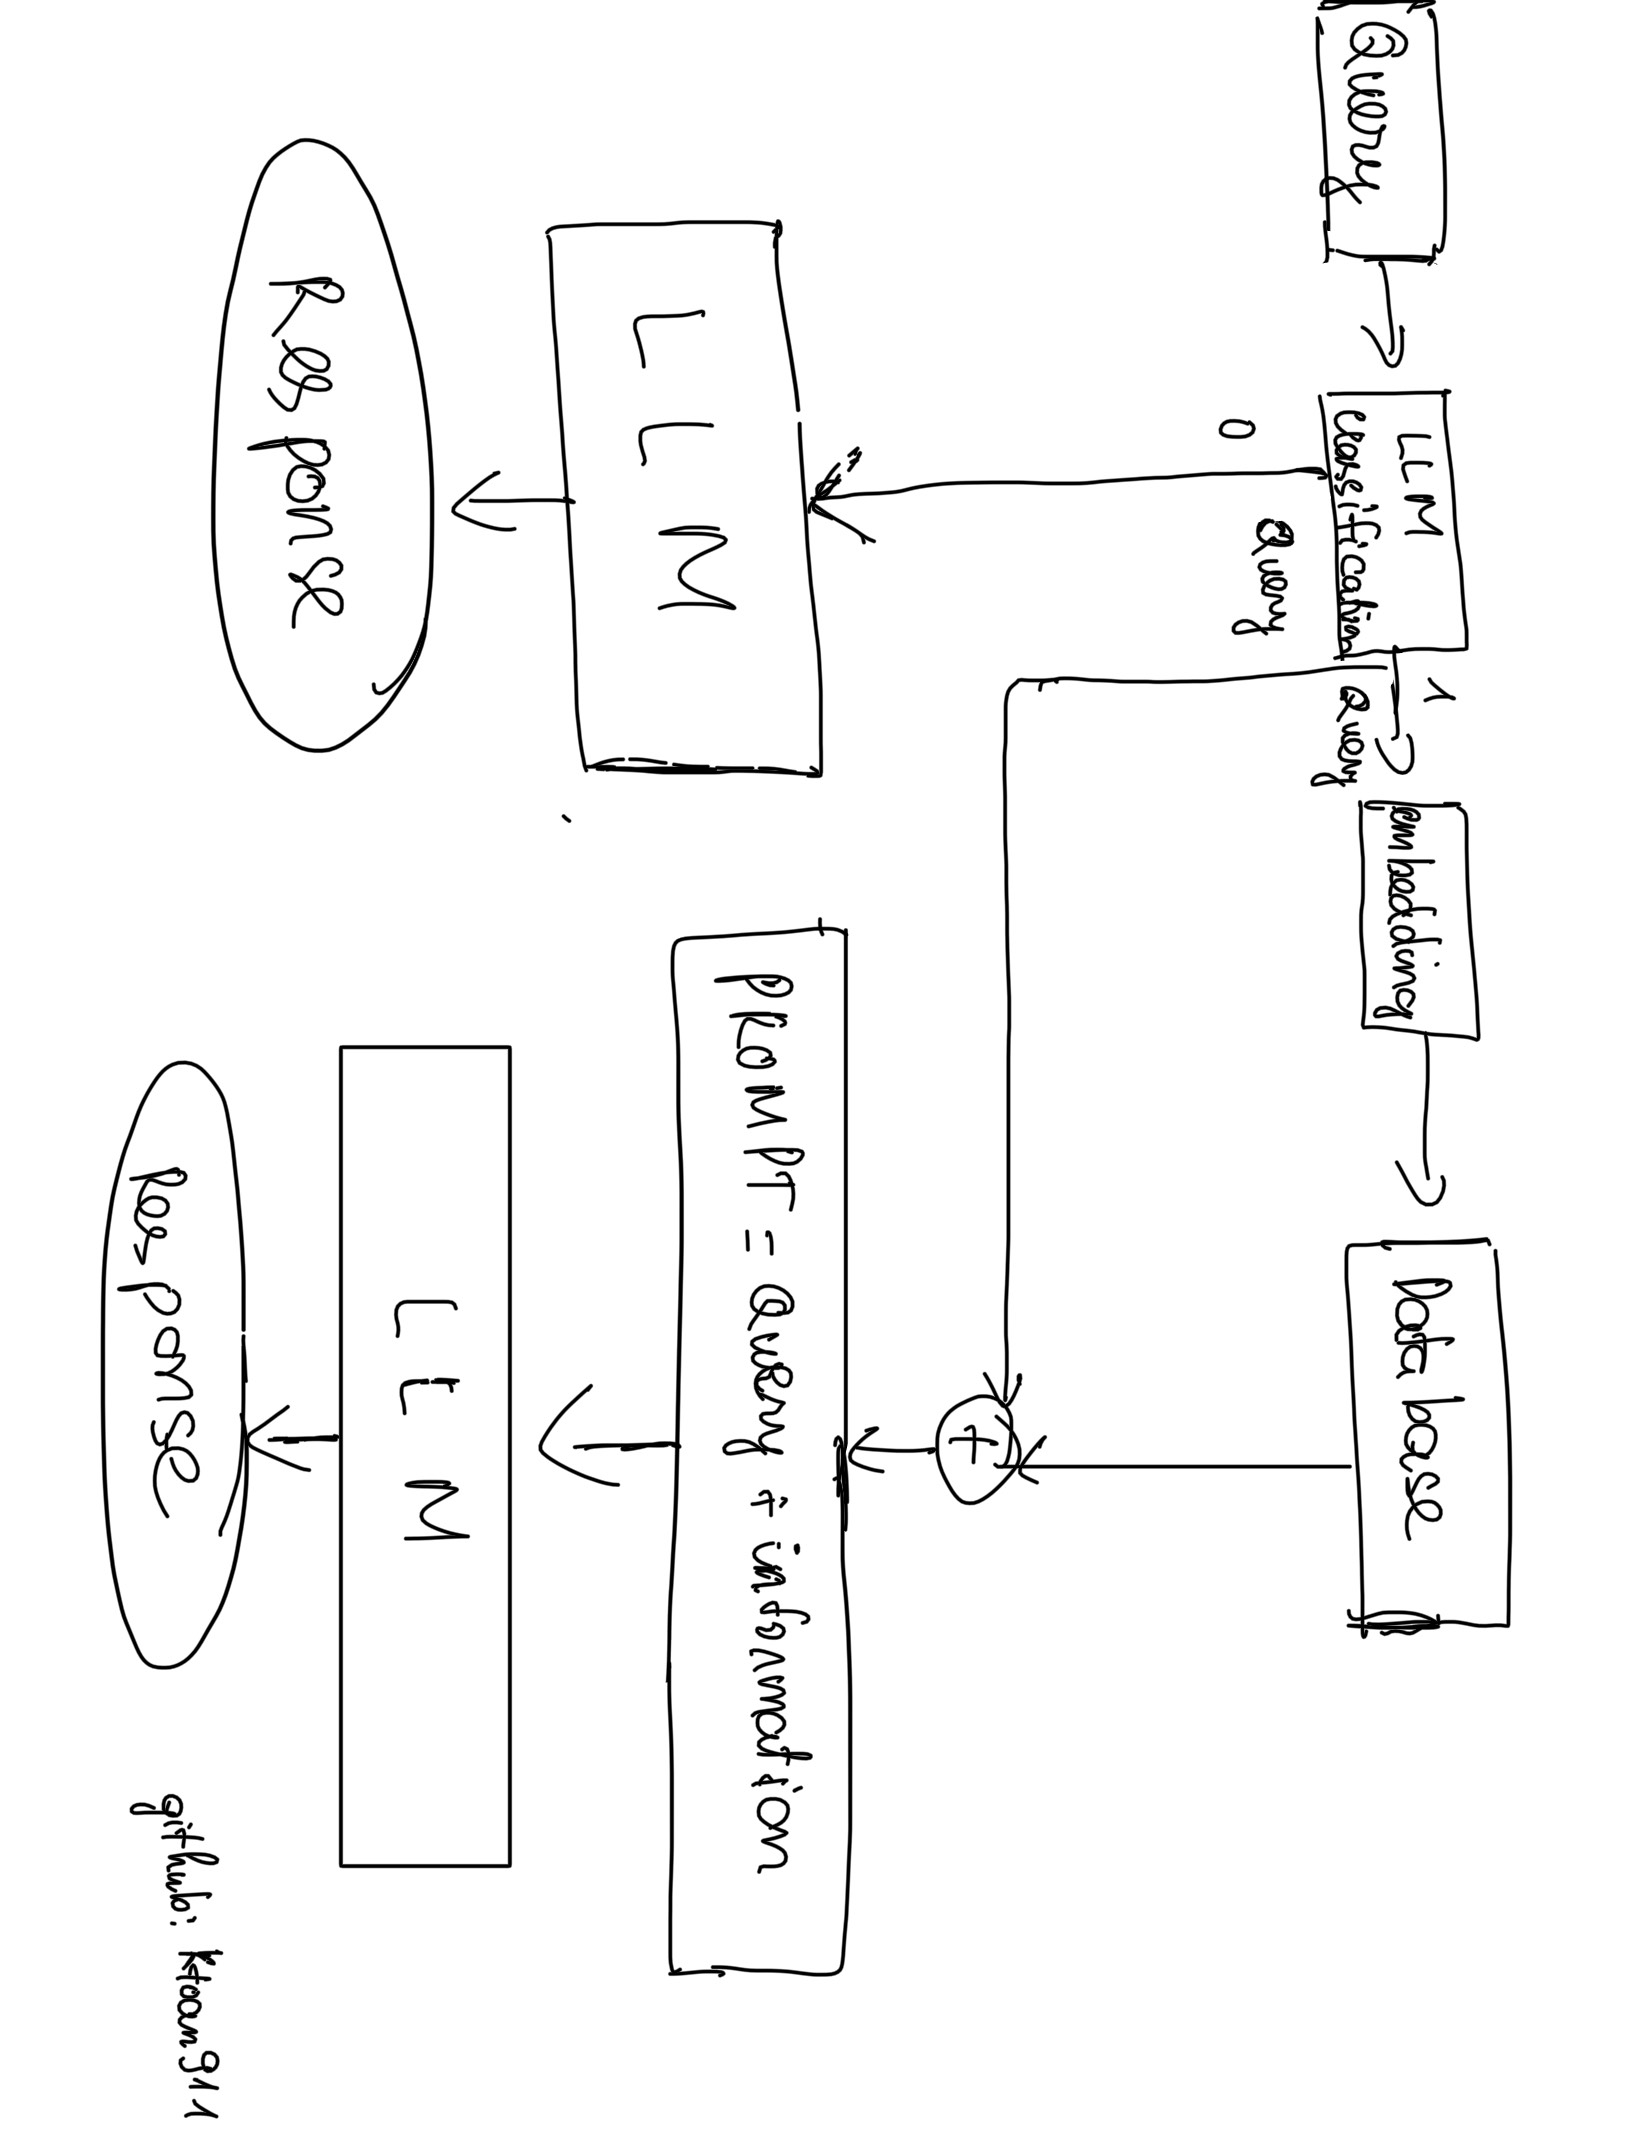 Query
LLM
classification
1
Query
embedding
Database
0
Query
+
PROMPT = Query + information
LLM
LLM
Response
Response
github: Ktoan911